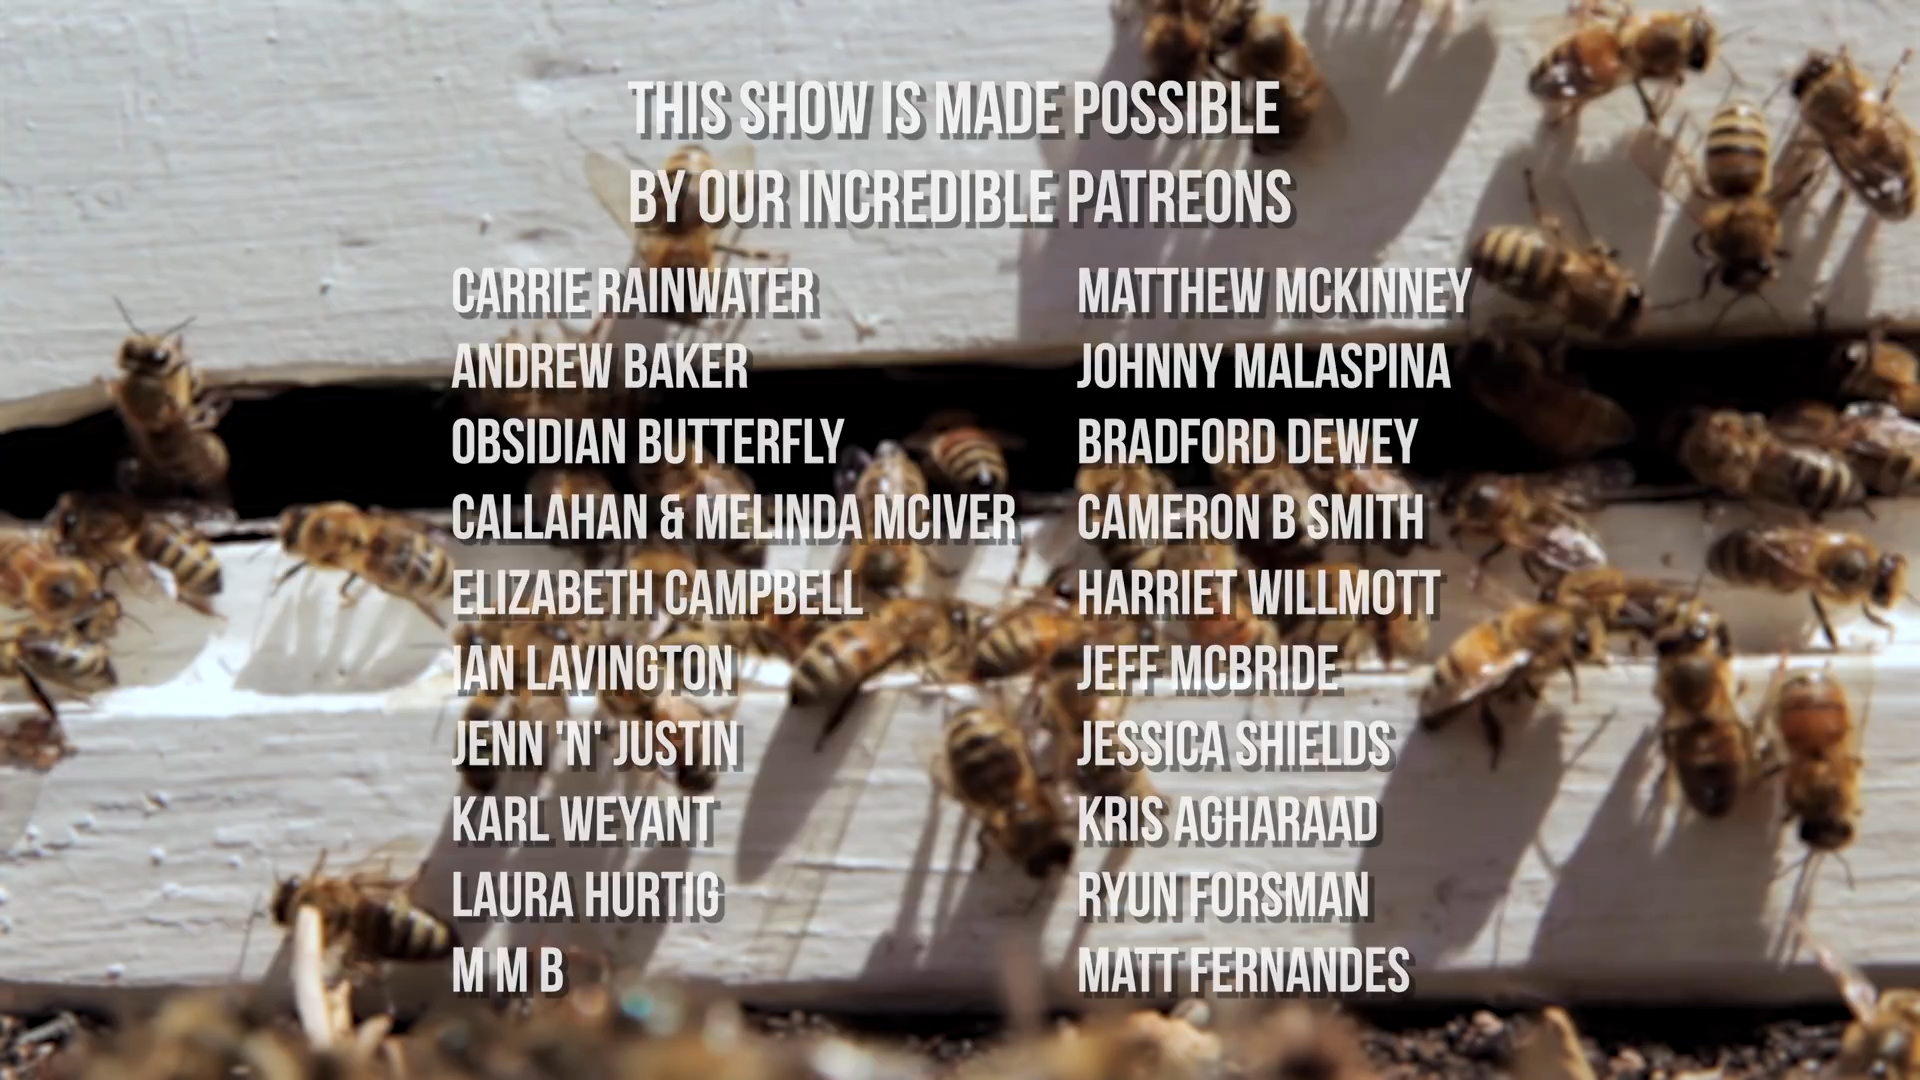 THIS SHOW IS MADE POSSIBLE
BY OUR INCREDIBLE PATREONS
CARRIE RAINWATER
ANDREW BAKER
OBSIDIAN BUTTERFLY
CALLAHAN & MELINDA MCIVER
ELIZABETH CAMPBELL
IAN LAVINGTON
JENN 'N' JUSTIN
KARL WEYANT
LAURA HURTIG
M M B
MATTHEW MCKINNEY
JOHNNY MALASPINA
BRADFORD DEWEY
CAMERON B SMITH
HARRIET WILLMOTT
JEFF MCBRIDE
JESSICA SHIELDS
KRIS AGHARAAD
RYUN FORSMAN
MATT FERNANDES